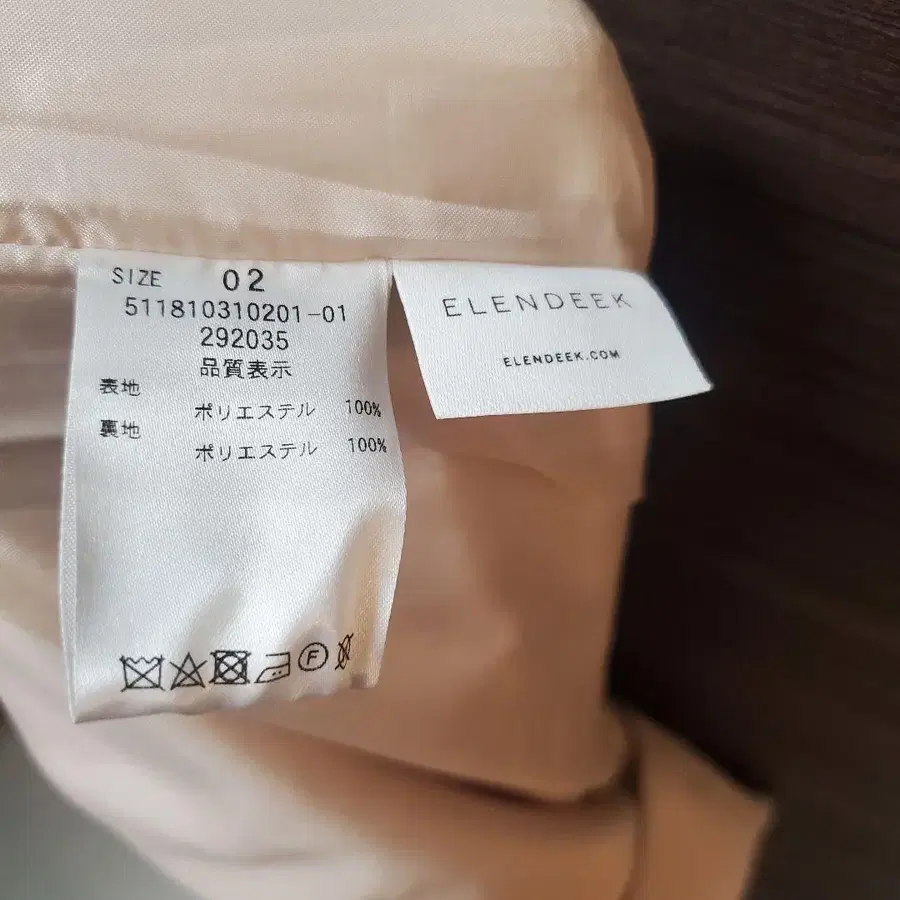 SIZE 02
511810310201-01
292035
品質表示
表地 ポリエステル 100%
裏地 ポリエステル 100%
F
ELENDEEK
ELENDEEK.COM